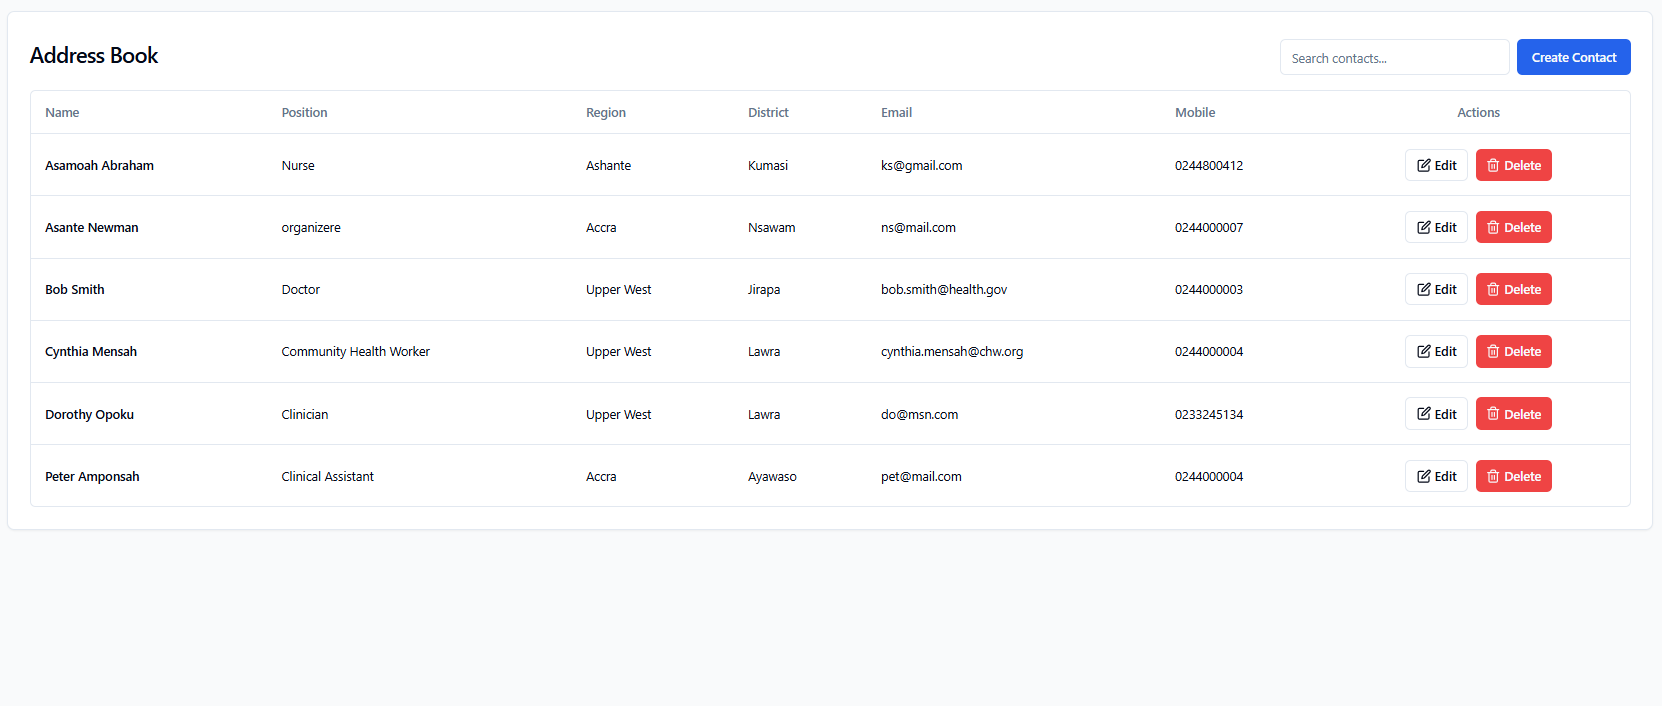 Address Book
Search contacts...
Create Contact
Name Position Region District Email Mobile Actions
Asamoah Abraham Nurse Ashante Kumasi ks@gmail.com 0244800412 Edit Delete
Asante Newman organizere Accra Nsawam ns@mail.com 0244000007 Edit Delete
Bob Smith Doctor Upper West Jirapa bob.smith@health.gov 0244000003 Edit Delete
Cynthia Mensah Community Health Worker Upper West Lawra cynthia.mensah@chw.org 0244000004 Edit Delete
Dorothy Opoku Clinician Upper West Lawra do@msn.com 0233245134 Edit Delete
Peter Amponsah Clinical Assistant Accra Ayawaso pet@mail.com 0244000004 Edit Delete